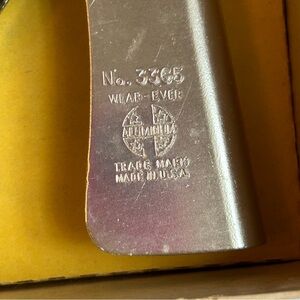 No. 3365
WEAR-EVER
ALUMINUM
TRADE MARK
MADE IN U.S.A.